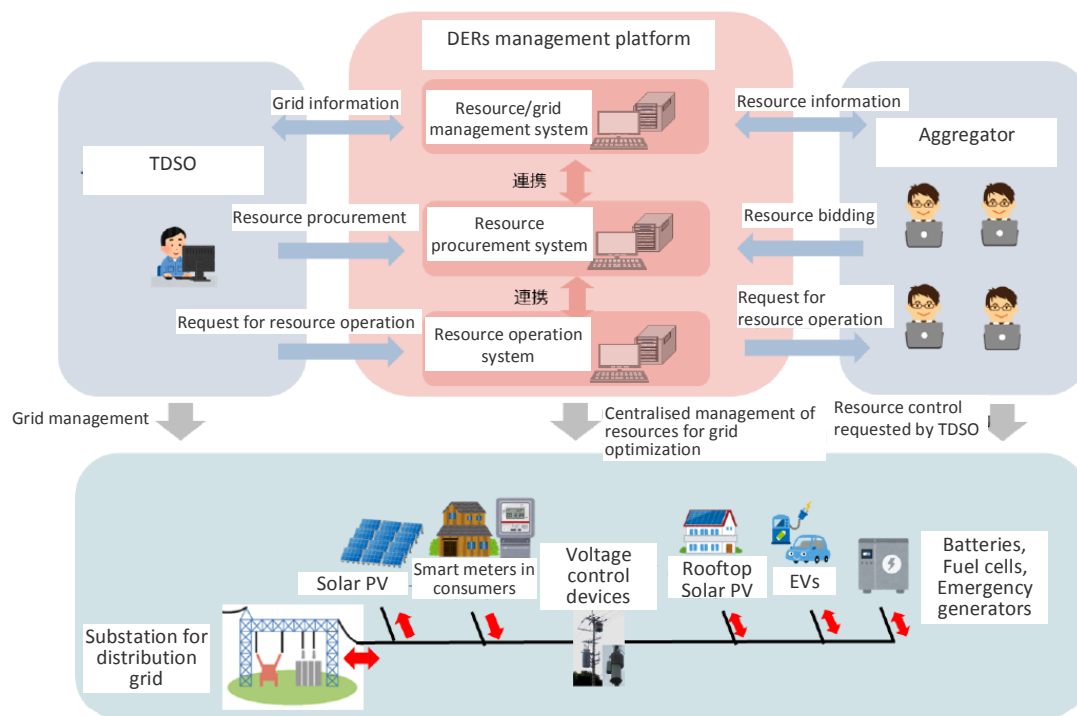 DERs management platform
Grid information
Resource/grid
management system
Resource information
TDSO
Aggregator
連携
Resource procurement
Resource
procurement system
Resource bidding
連携
Request for resource operation
Resource operation
system
Request for
resource operation
Grid management
Centralised management of
resources for grid
optimization
Resource control
requested by TDSO
Solar PV
Smart meters in
consumers
Voltage
control
devices
Rooftop
Solar PV
EVs
Batteries,
Fuel cells,
Emergency
generators
Substation for
distribution
grid